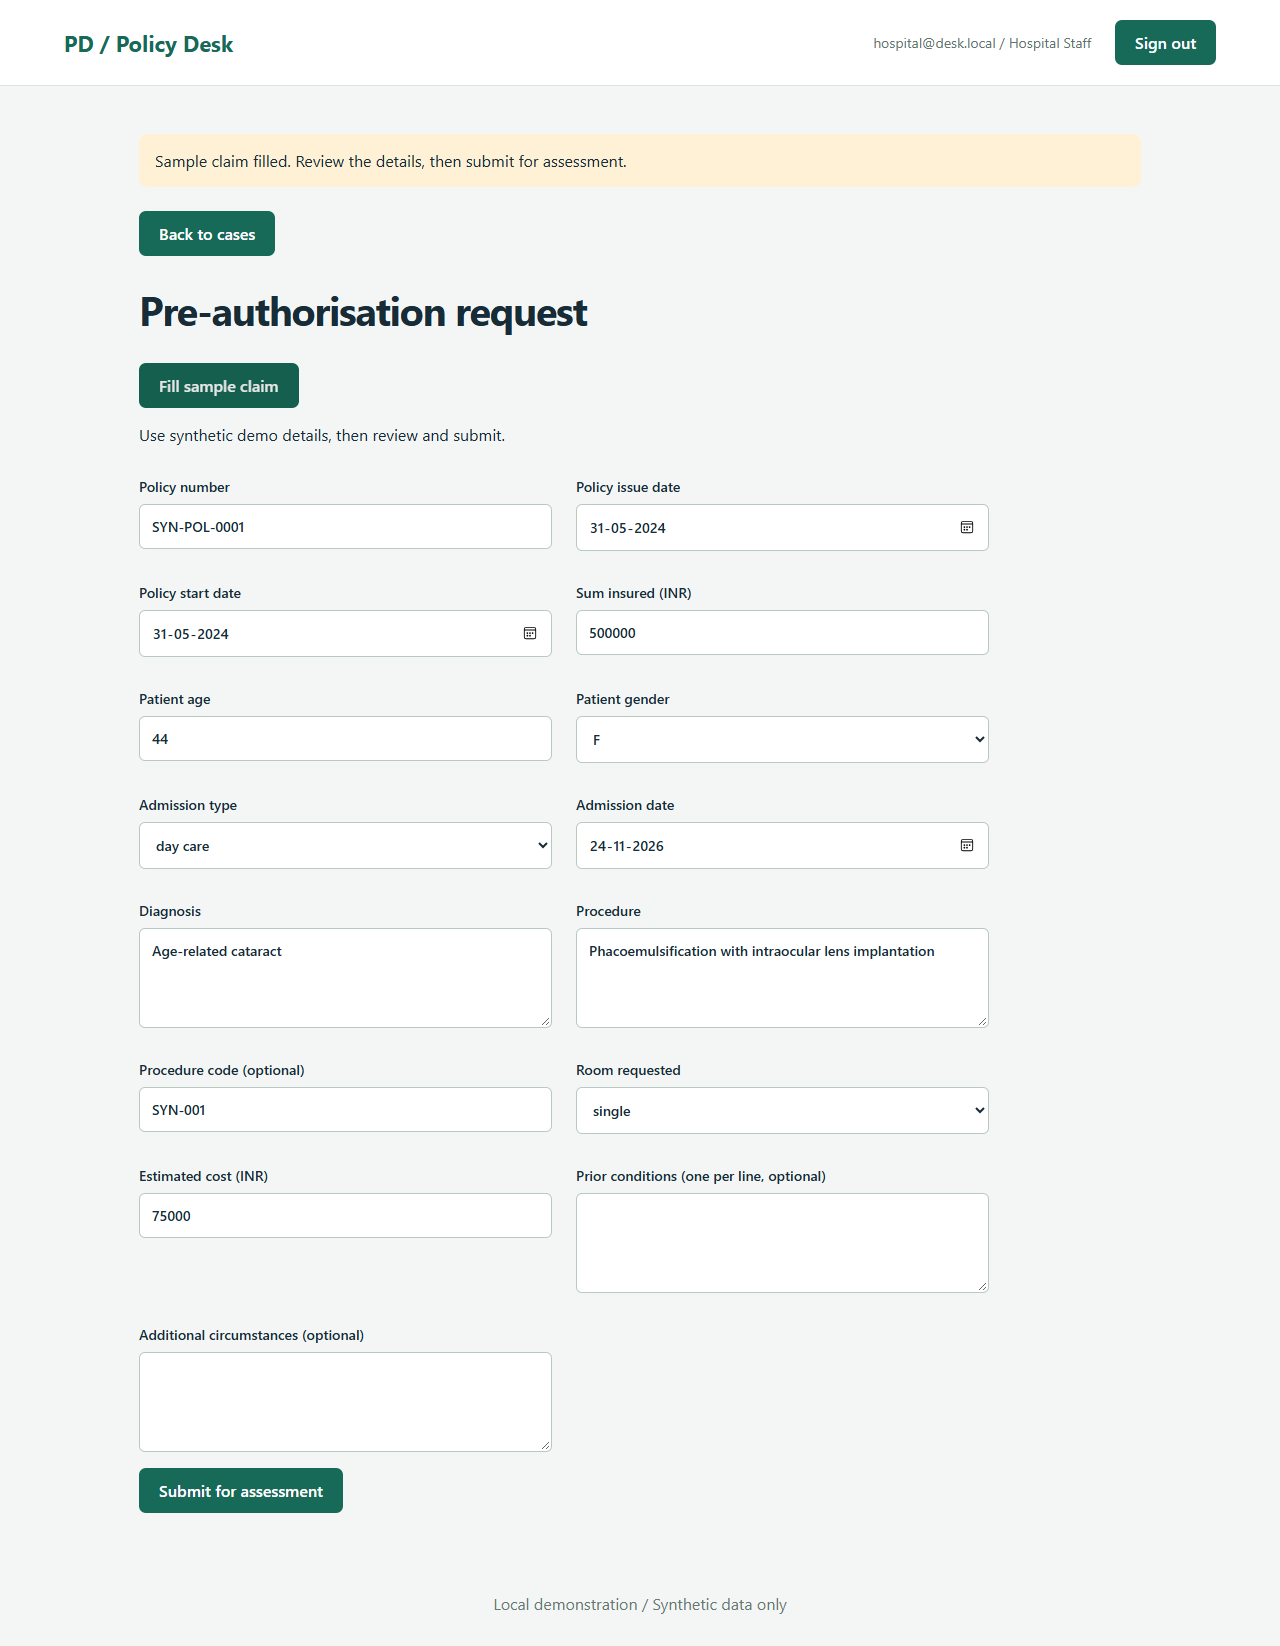 PD / Policy Desk
hospital@desk.local / Hospital Staff
Sign out
Sample claim filled. Review the details, then submit for assessment.
Back to cases
Pre-authorisation request
Fill sample claim
Use synthetic demo details, then review and submit.
Policy number
SYN-POL-0001
Policy issue date
31-05-2024
Policy start date
31-05-2024
Sum insured (INR)
500000
Patient age
44
Patient gender
F
Admission type
day care
Admission date
24-11-2026
Diagnosis
Age-related cataract
Procedure
Phacoemulsification with intraocular lens implantation
Procedure code (optional)
SYN-001
Room requested
single
Estimated cost (INR)
75000
Prior conditions (one per line, optional)
Additional circumstances (optional)
Submit for assessment
Local demonstration / Synthetic data only